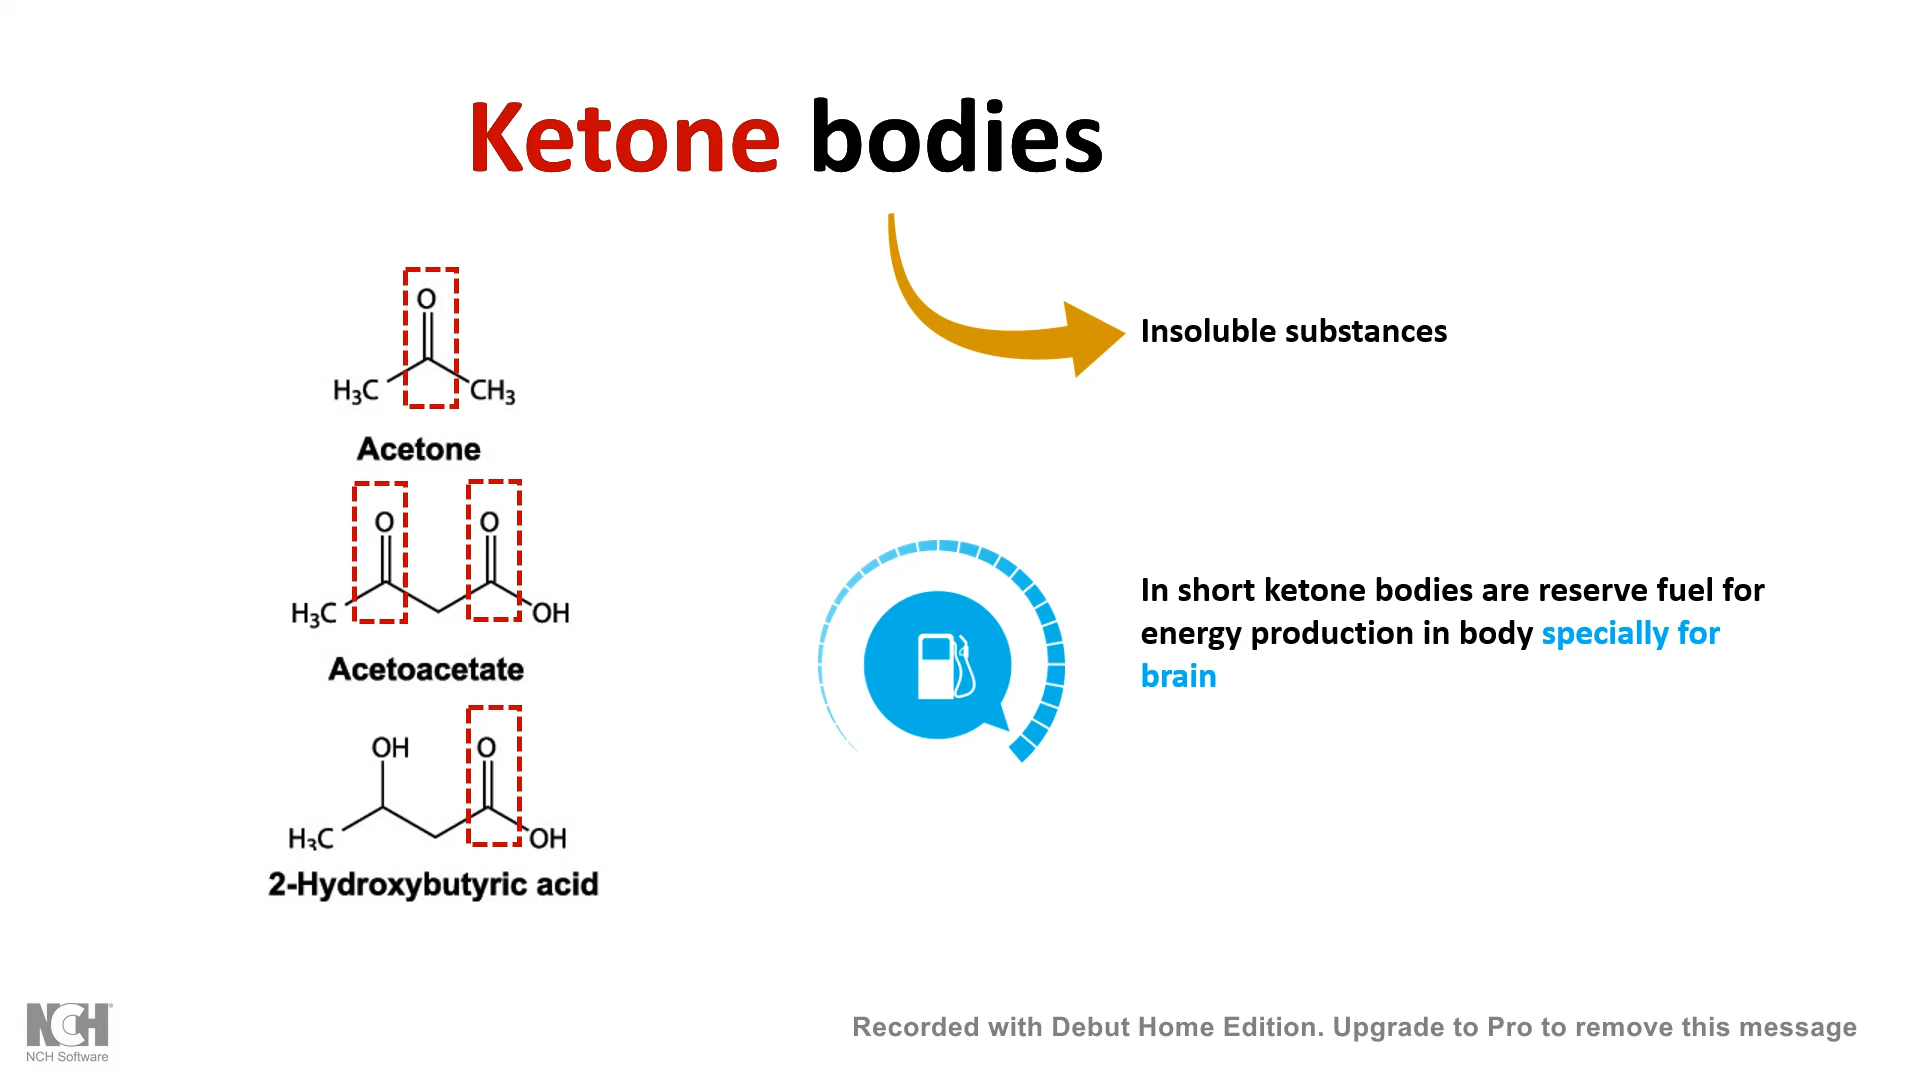 Ketone bodies
Insoluble substances
O
H₃C CH₃
Acetone
O O
H₃C OH
Acetoacetate
In short ketone bodies are reserve fuel for
energy production in body specially for
brain
OH O
H₃C OH
2-Hydroxybutyric acid
NCH
NCH Software
Recorded with Debut Home Edition. Upgrade to Pro to remove this message